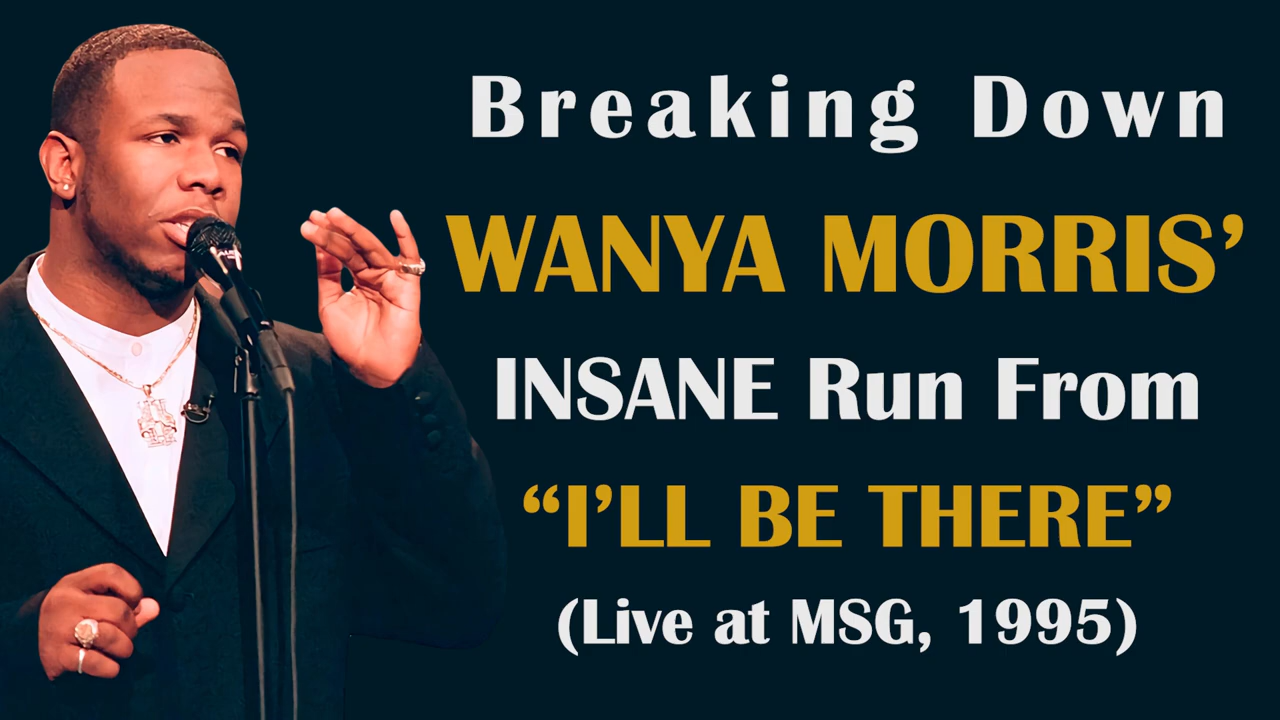 Breaking Down
WANYA MORRIS’
INSANE Run From
“I’LL BE THERE”
(Live at MSG, 1995)